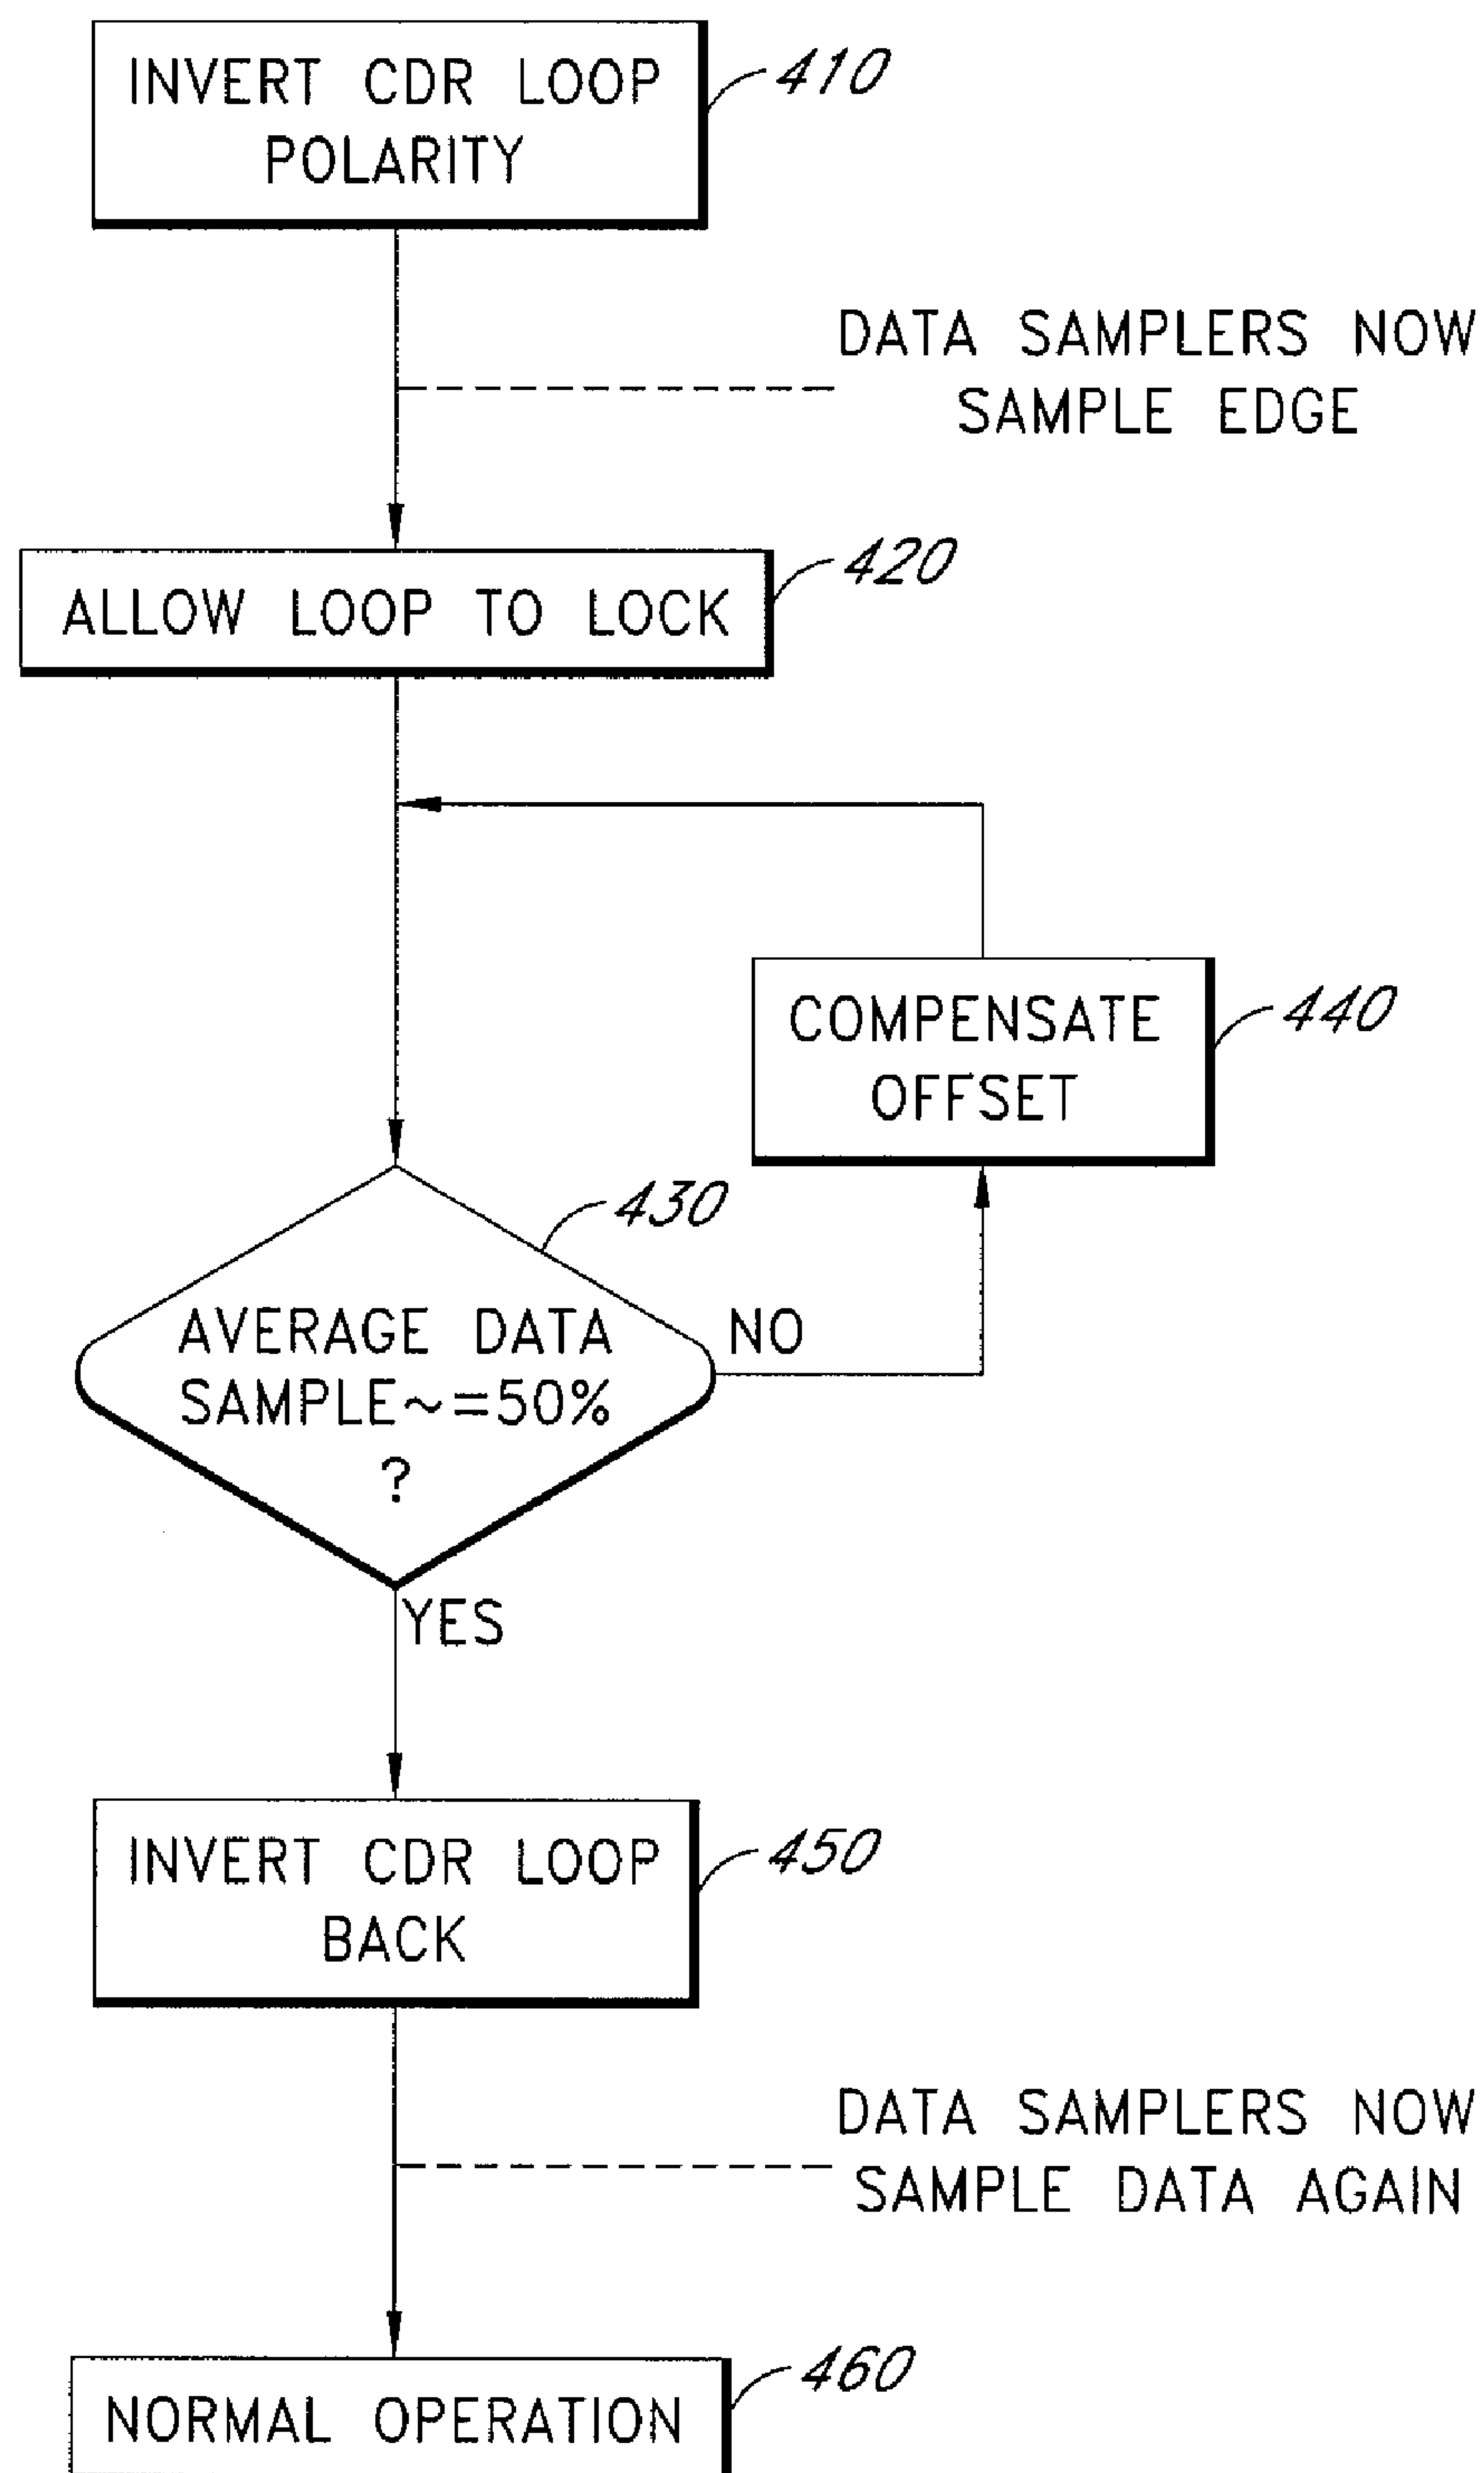 INVERT CDR LOOP
POLARITY
410
DATA SAMPLERS NOW
SAMPLE EDGE
ALLOW LOOP TO LOCK
420
COMPENSATE
OFFSET
440
430
AVERAGE DATA
SAMPLE~=50%
?
NO
YES
INVERT CDR LOOP
BACK
450
DATA SAMPLERS NOW
SAMPLE DATA AGAIN
NORMAL OPERATION
460